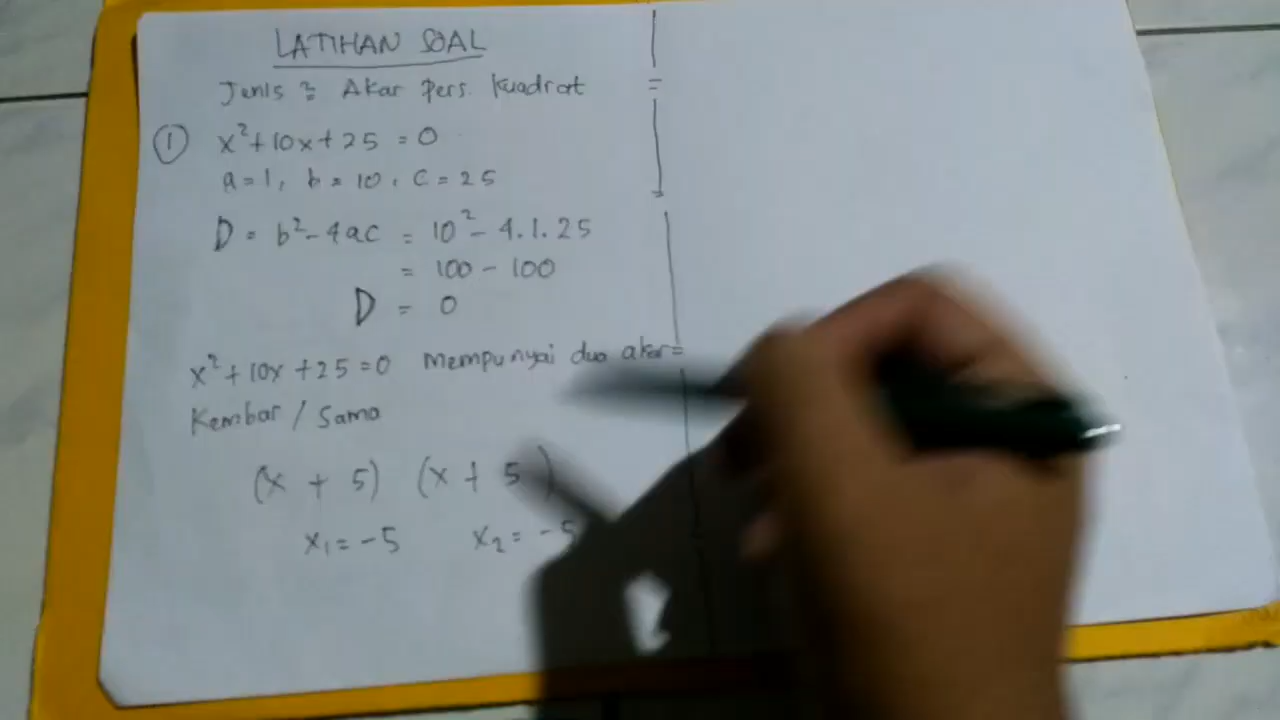 LATIHAN SOAL
Jenis² Akar Pers. Kuadrat
① x²+10x+25 = 0
a=1, b=10, c=25
D = b²-4ac = 10²-4.1.25
= 100-100
D = 0
x²+10x+25=0 mempunyai dua akar
Kembar / Sama
(x + 5) (x + 5)
x₁=-5 x₂=-5